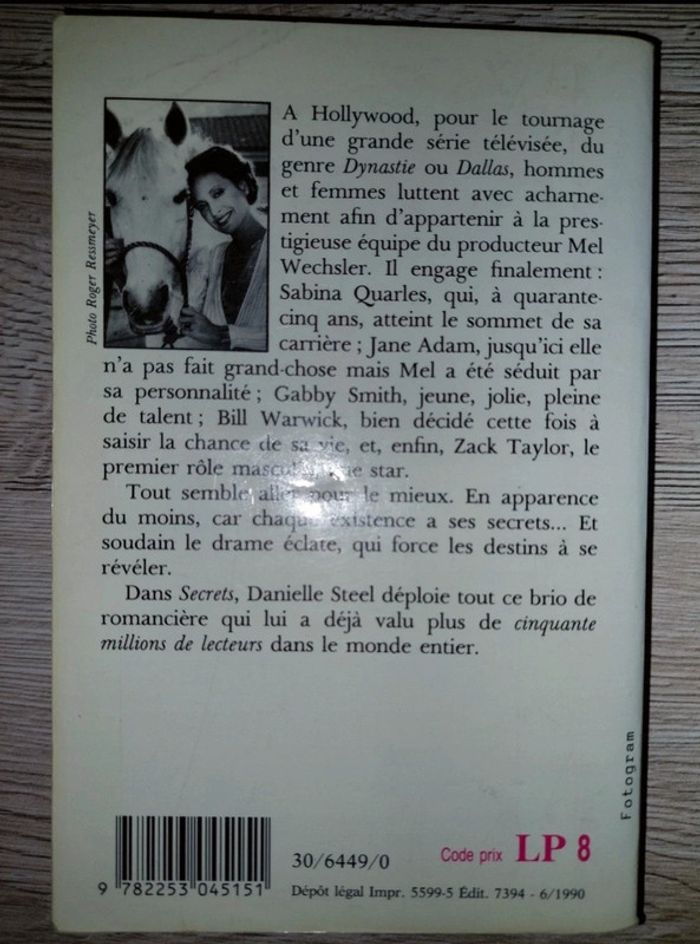 A Hollywood, pour le tournage
d'une grande série télévisée, du
genre Dynastie ou Dallas, hommes
et femmes luttent avec acharne-
ment afin d'appartenir à la pres-
tigieuse équipe du producteur Mel
Wechsler. Il engage finalement :
Sabina Quarles, qui, à quarante-
cinq ans, atteint le sommet de sa
carrière ; Jane Adam, jusqu'ici elle
n'a pas fait grand-chose mais Mel a été séduit par
sa personnalité ; Gabby Smith, jeune, jolie, pleine
de talent ; Bill Warwick, bien décidé cette fois à
saisir la chance de sa vie, et, enfin, Zack Taylor, le
premier rôle star.
Tout semble aller pour le mieux. En apparence
du moins, car chaque existence a ses secrets... Et
soudain le drame éclate, qui force les destins à se
révéler.
Dans Secrets, Danielle Steel déploie tout ce brio de
romancière qui lui a déjà valu plus de cinquante
millions de lecteurs dans le monde entier.
Photo Roger Ressmeyer
Fotogram
30/6449/0
Code prix LP 8
9 782253 045151
Dépôt légal Impr. 5599-5 Édit. 7394 - 6/1990